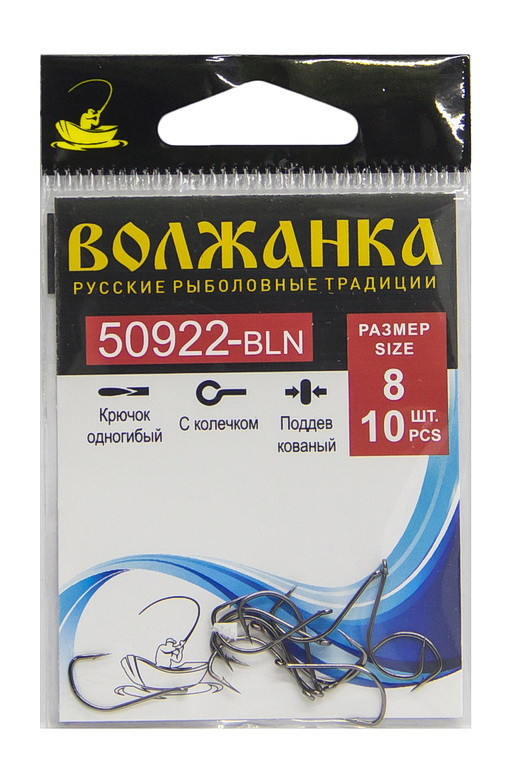 ВОЛЖАНКА
РУССКИЕ РЫБОЛОВНЫЕ ТРАДИЦИИ
50922-BLN
РАЗМЕР
SIZE
8
10 ШТ.
PCS
Крючок
одногибый
С колечком
Поддев
кованый